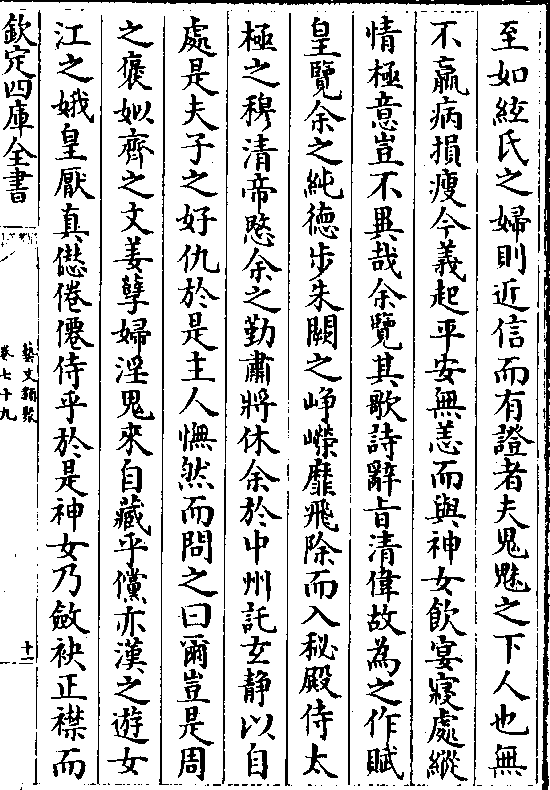 至如絃氏之婦則近信而有證者夫鬼魅之下人也無
不羸病損瘦今義起平安無恙而與神女飲宴寢處縱
情極意豈不異哉余覽其歌詩辭旨清偉故為之作賦
皇覽余之純德步朱闕之崢嶸靡飛除而入秘殿侍太
極之穆清帝愍余之勤肅將休余於中州託玄静以自
處是夫子之好仇於是主人憮然而問之曰爾豈是周
之褒姒齊之文姜孽婦淫鬼來自藏乎儻亦漢之遊女
江之娥皇厭真僊倦僊侍乎於是神女乃斂袂正襟而
欽定四庫全書
藝文類聚
卷七十九
十一